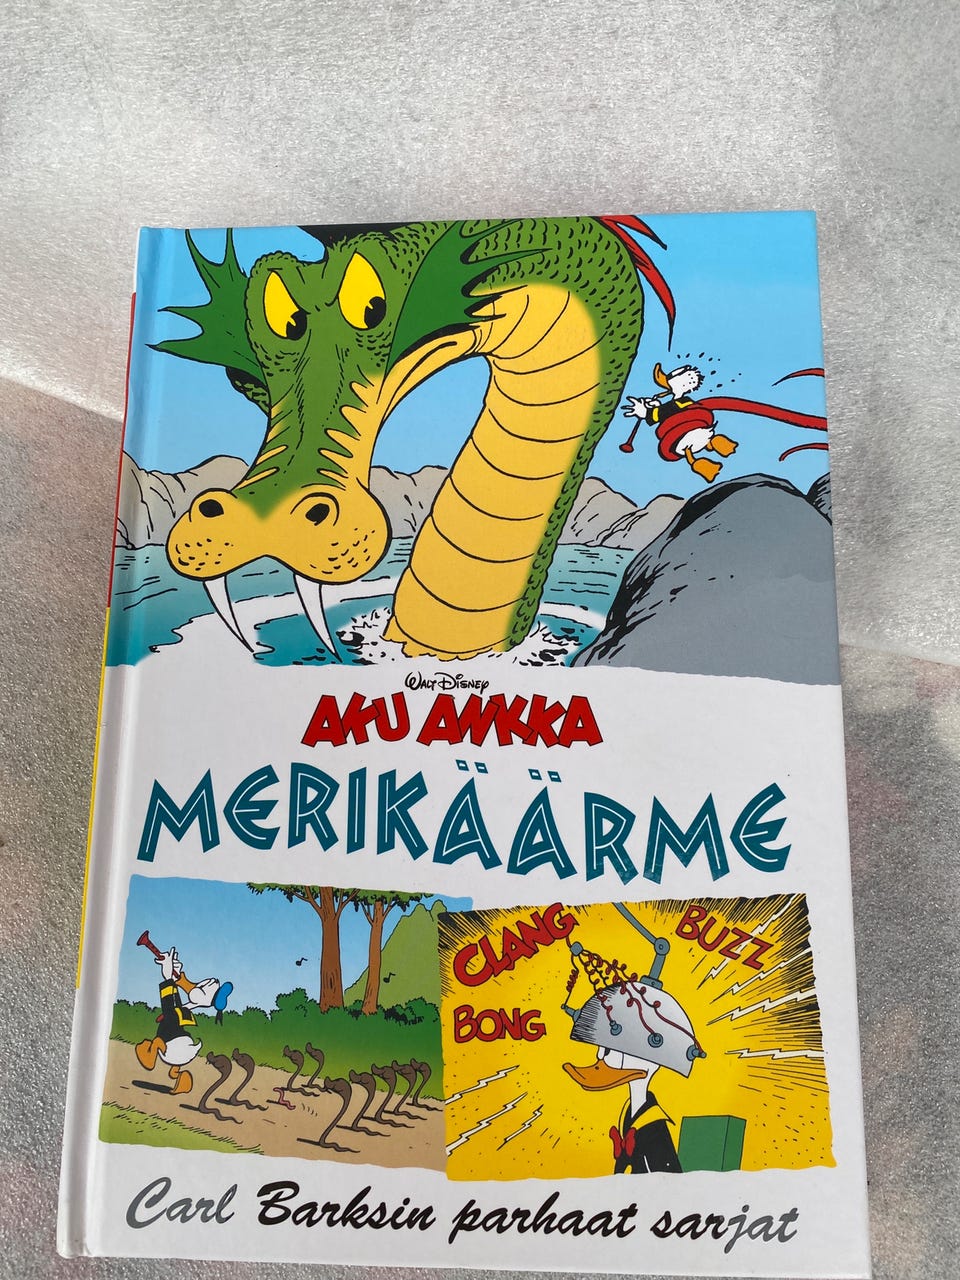 WALT DISNEY
AKU ANKKA
MERIKÄÄRME
CLANG
BUZZ
BONG
Carl Barksin parhaat sarjat